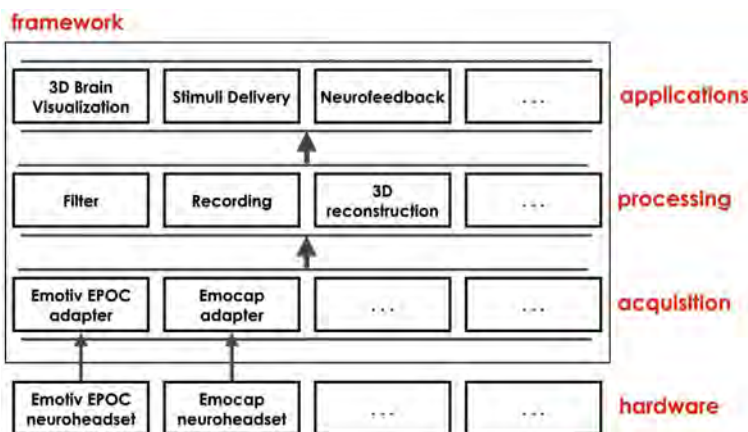 framework
3D Brain
Visualization
Stimuli Delivery
Neurofeedback
. . .
applications
Filter
Recording
3D
reconstruction
. . .
processing
Emotiv EPOC
adapter
Emocap
adapter
. . .
. . .
acquisition
Emotiv EPOC
neuroheadset
Emocap
neuroheadset
. . .
. . .
hardware